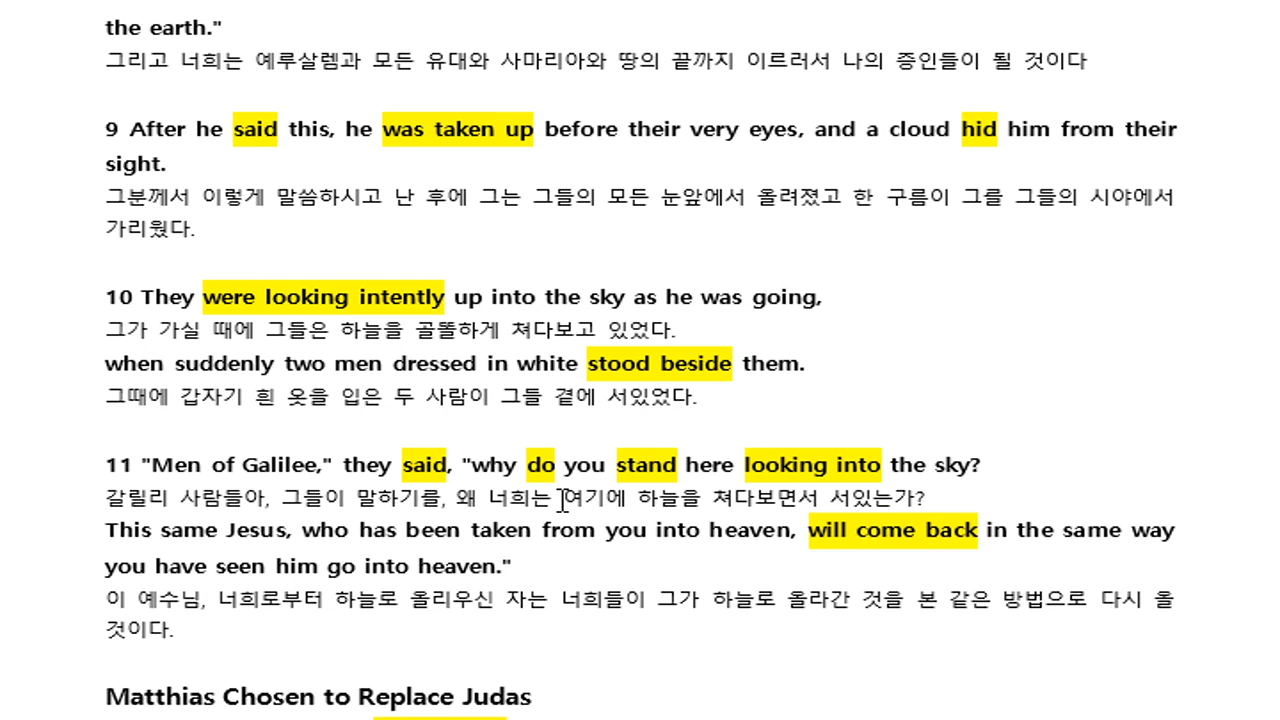 the earth."
그리고 너희는 예루살렘과 모든 유대와 사마리아와 땅의 끝까지 이르러서 나의 증인들이 될 것이다
9 After he said this, he was taken up before their very eyes, and a cloud hid him from their
sight.
그분께서 이렇게 말씀하시고 난 후에 그는 그들의 모든 눈앞에서 올려졌고 한 구름이 그를 그들의 시야에서
가리웠다.
10 They were looking intently up into the sky as he was going,
그가 가실 때에 그들은 하늘을 골똘하게 쳐다보고 있었다.
when suddenly two men dressed in white stood beside them.
그때에 갑자기 흰 옷을 입은 두 사람이 그들 곁에 서있었다.
11 "Men of Galilee," they said, "why do you stand here looking into the sky?
갈릴리 사람들아, 그들이 말하기를, 왜 너희는 여기에 하늘을 쳐다보면서 서있는가?
This same Jesus, who has been taken from you into heaven, will come back in the same way
you have seen him go into heaven."
이 예수님, 너희로부터 하늘로 올리우신 자는 너희들이 그가 하늘로 올라간 것을 본 같은 방법으로 다시 올
것이다.
Matthias Chosen to Replace Judas